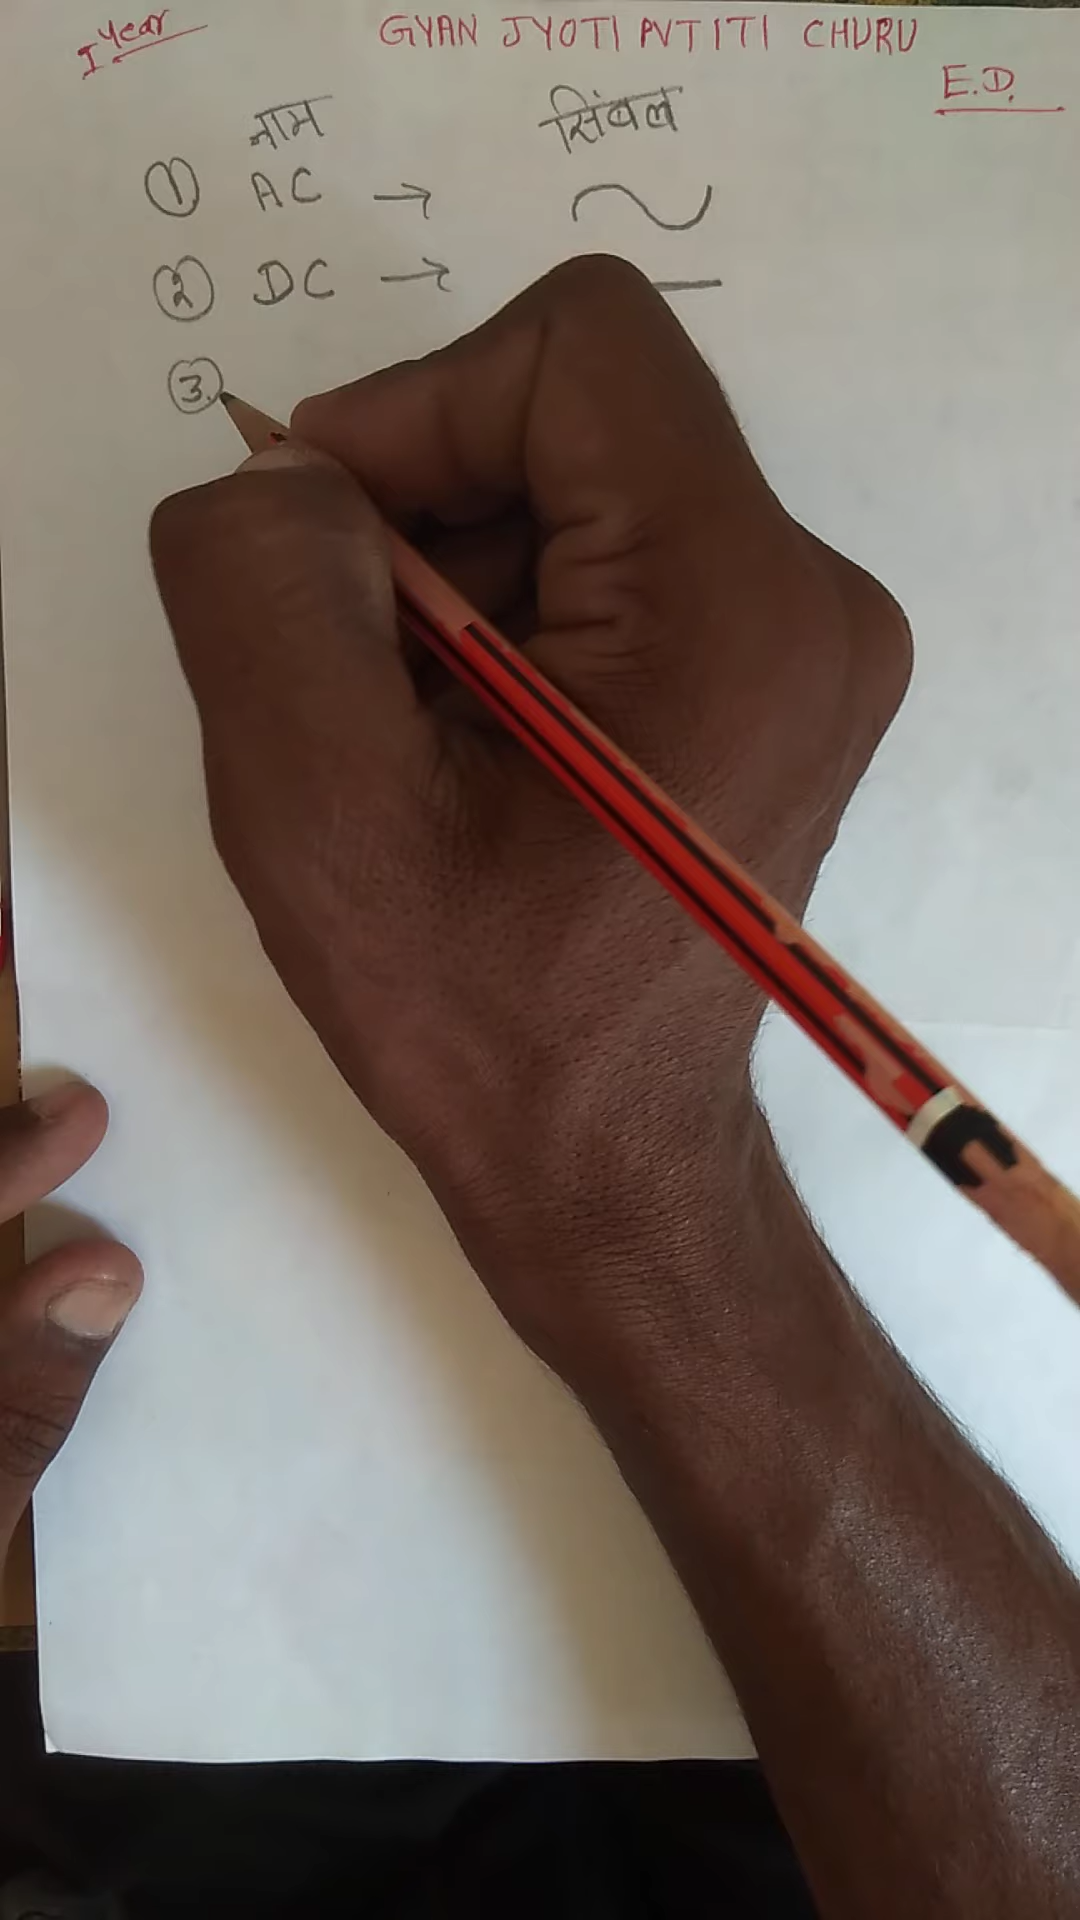 I Year
GYAN JYOTI PVT ITI CHURU
E.D.
नाम सिंबल
① AC → ~
② DC → —
③.